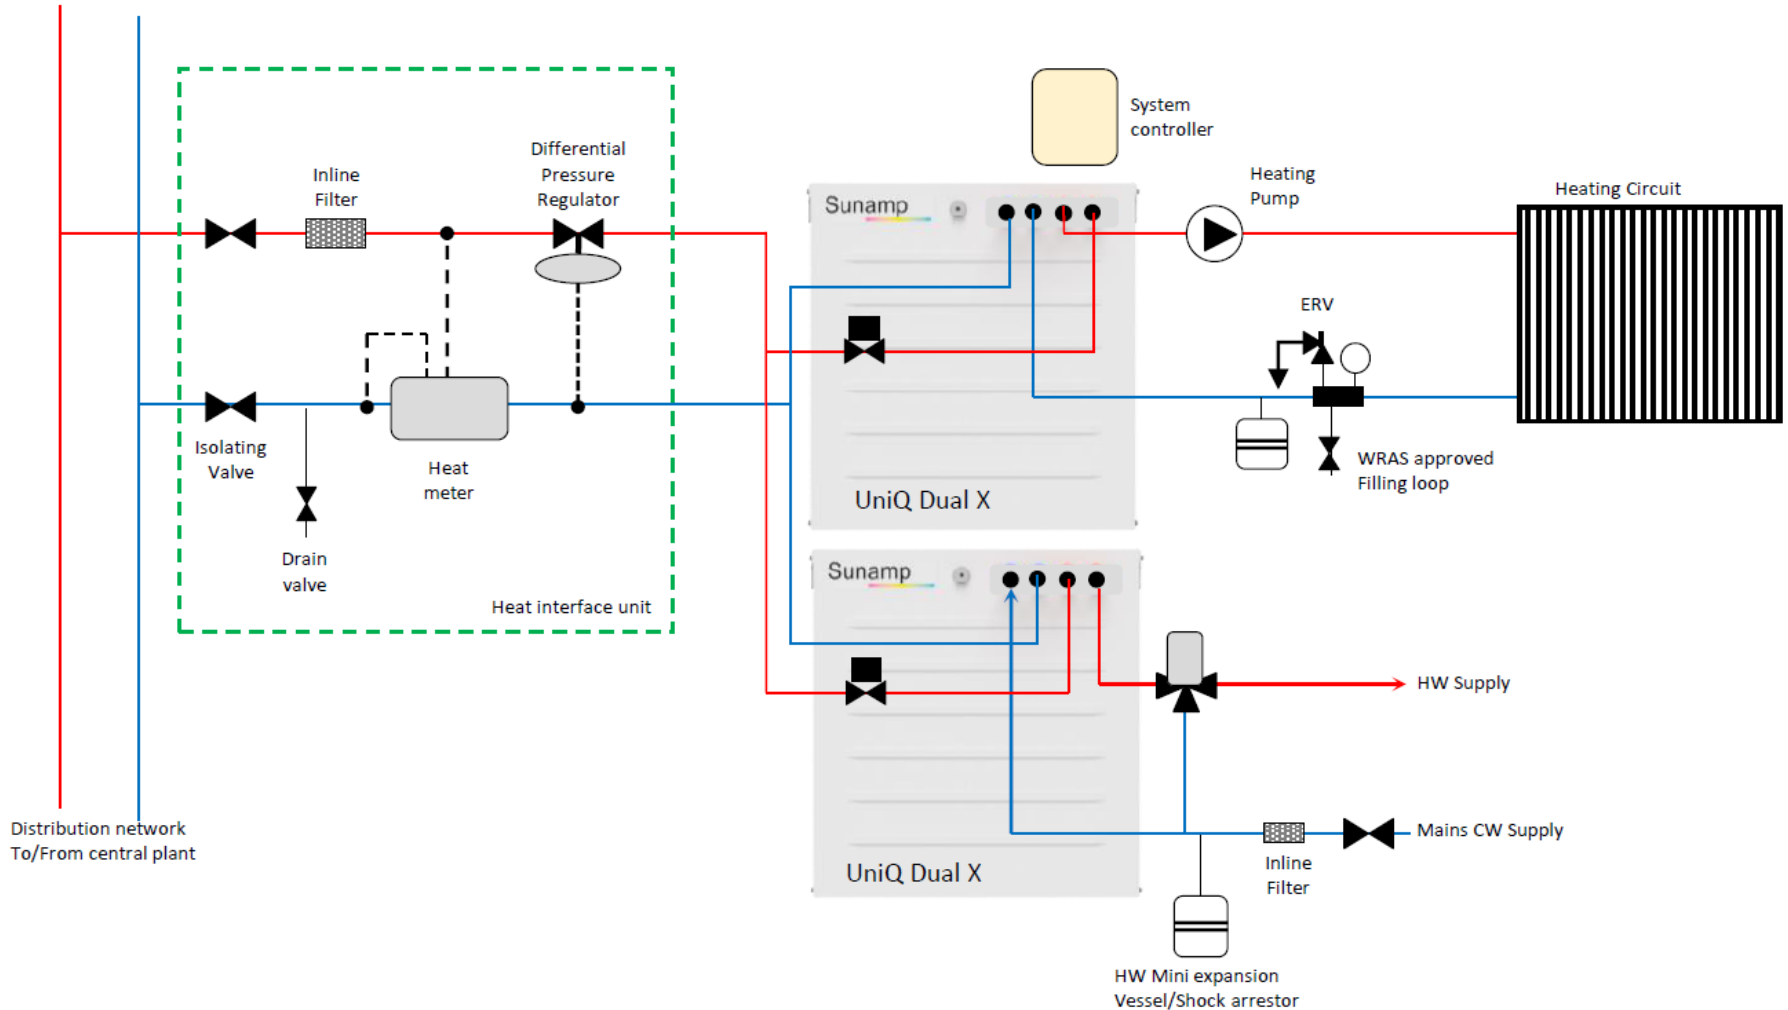 System
controller
Differential
Pressure
Regulator
Inline
Filter
Heating
Pump
Heating Circuit
Sunamp
ERV
Isolating
Valve
Heat
meter
WRAS approved
Filling loop
UniQ Dual X
Drain
valve
Sunamp
Heat interface unit
HW Supply
Distribution network
To/From central plant
Mains CW Supply
Inline
Filter
UniQ Dual X
HW Mini expansion
Vessel/Shock arrestor